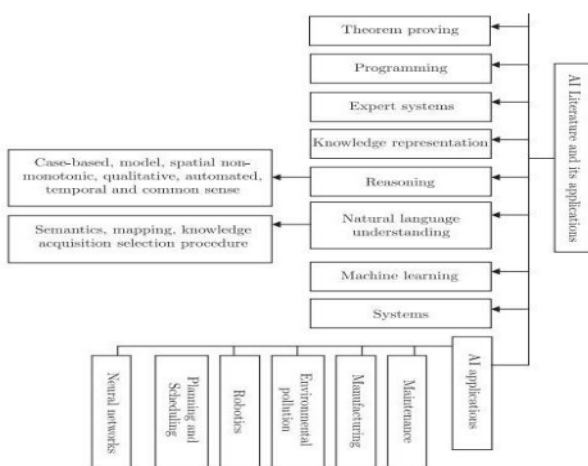 Theorem proving
Programming
Expert systems
Knowledge representation
Case-based, model, spatial non-
monotonic, qualitative, automated,
temporal and common sense
Reasoning
Semantics, mapping, knowledge
acquisition selection procedure
Natural language
understanding
Machine learning
Systems
AI Literature and its applications
AI applications
Neural networks
Planning and
Scheduling
Robotics
Environmental
pollution
Manufacturing
Maintenance